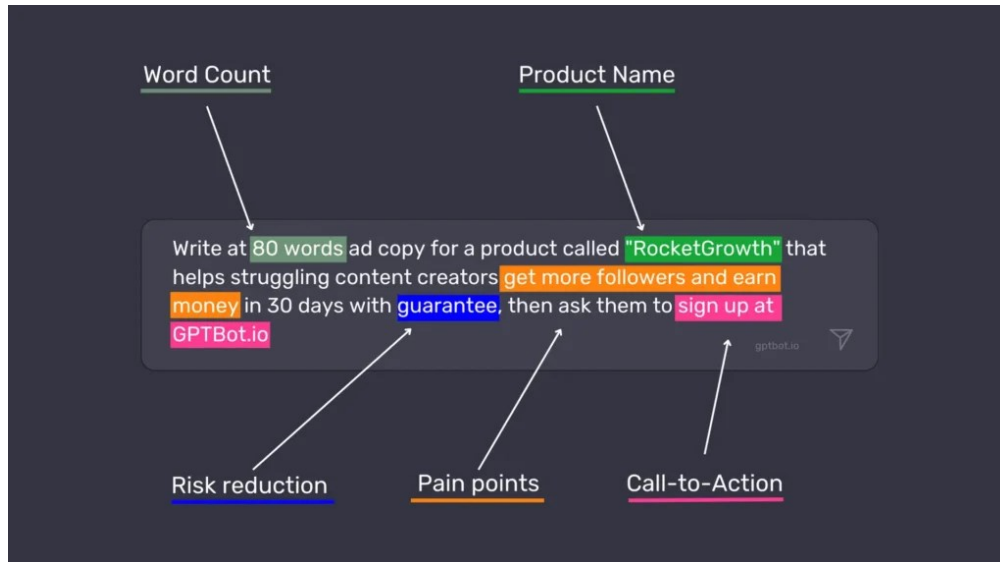 Word Count
Product Name
Write at 80 words ad copy for a product called "RocketGrowth" that
helps struggling content creators get more followers and earn
money in 30 days with guarantee, then ask them to sign up at
GPTBot.io
gptbot.io
Risk reduction
Pain points
Call-to-Action